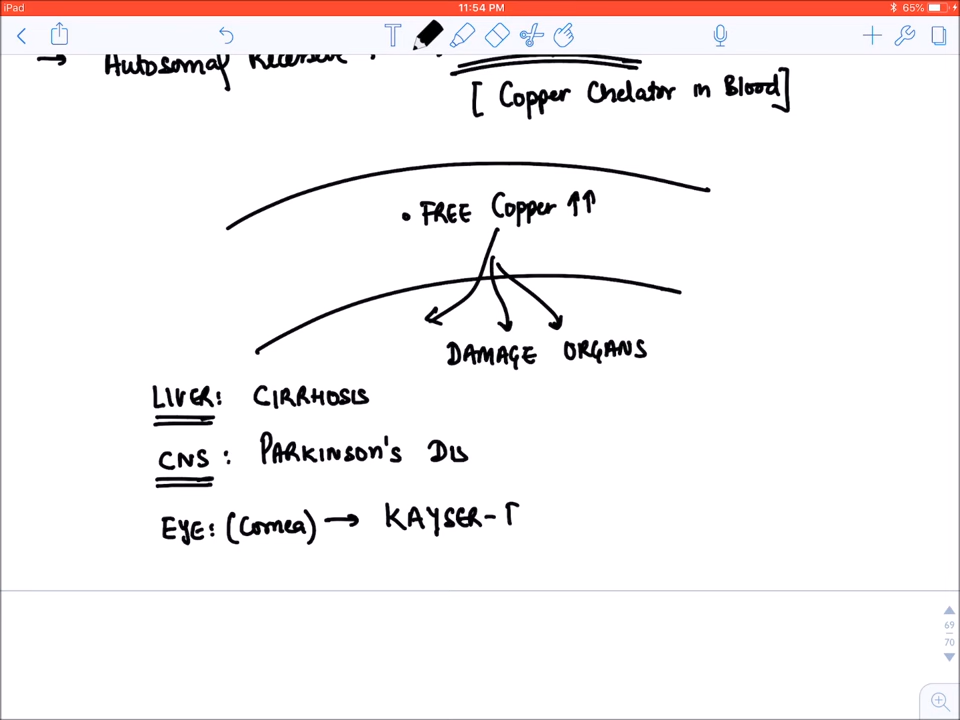 iPad 11:54 PM 65%
T
→ Autosomal Recessive
[ Copper Chelator in Blood ]
• FREE Copper ↑↑
DAMAGE ORGANS
LIVER: CIRRHOSIS
CNS: PARKINSON'S DIS
EYE: (Cornea) → KAYSER-
69
70